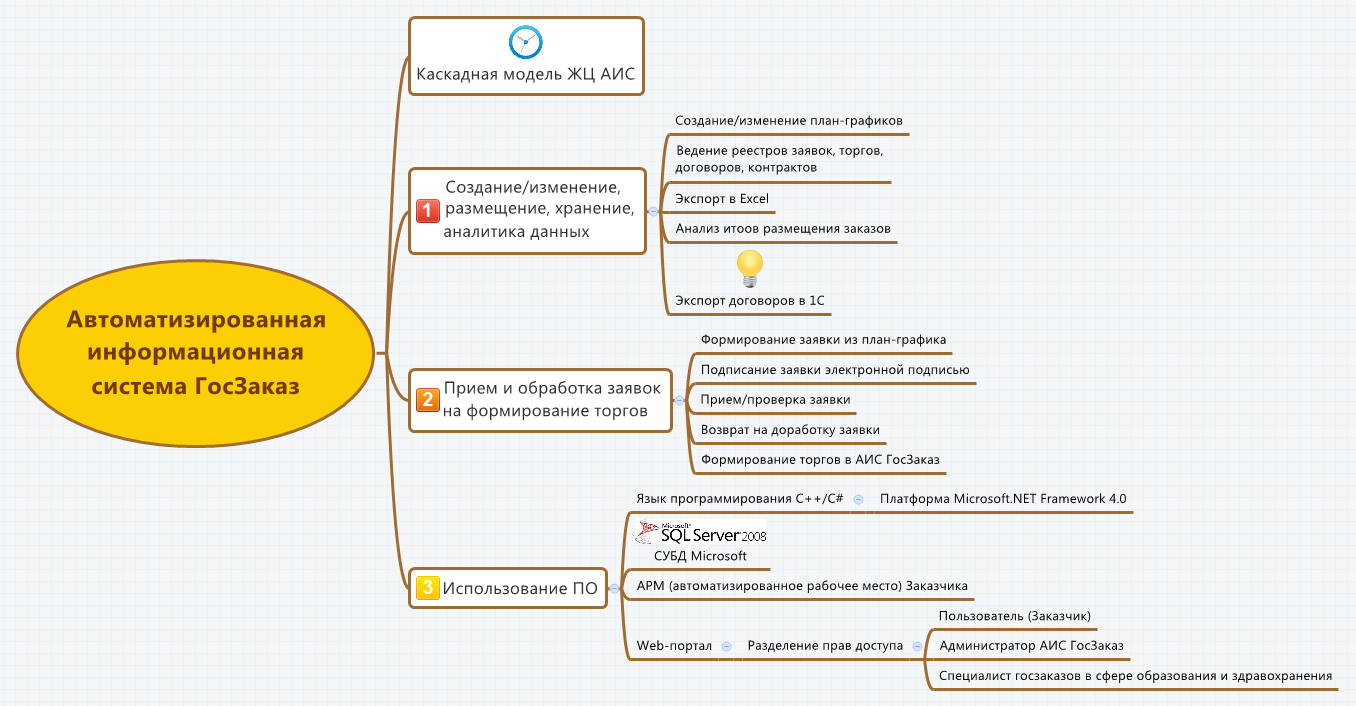 Каскадная модель ЖЦ АИС
Автоматизированная
информационная
система ГосЗаказ
1
Создание/изменение,
размещение, хранение,
аналитика данных
Создание/изменение план-графиков
Ведение реестров заявок, торгов,
договоров, контрактов
Экспорт в Excel
Анализ итоов размещения заказов
Экспорт договоров в 1С
2
Прием и обработка заявок
на формирование торгов
Формирование заявки из план-графика
Подписание заявки электронной подписью
Прием/проверка заявки
Возврат на доработку заявки
Формирование торгов в АИС ГосЗаказ
3
Использование ПО
Язык программирования C++/C#
Платформа Microsoft.NET Framework 4.0
Microsoft®
SQL Server 2008
СУБД Microsoft
АРМ (автоматизированное рабочее место) Заказчика
Web-портал
Разделение прав доступа
Пользователь (Заказчик)
Администратор АИС ГосЗаказ
Специалист госзаказов в сфере образования и здравохранения